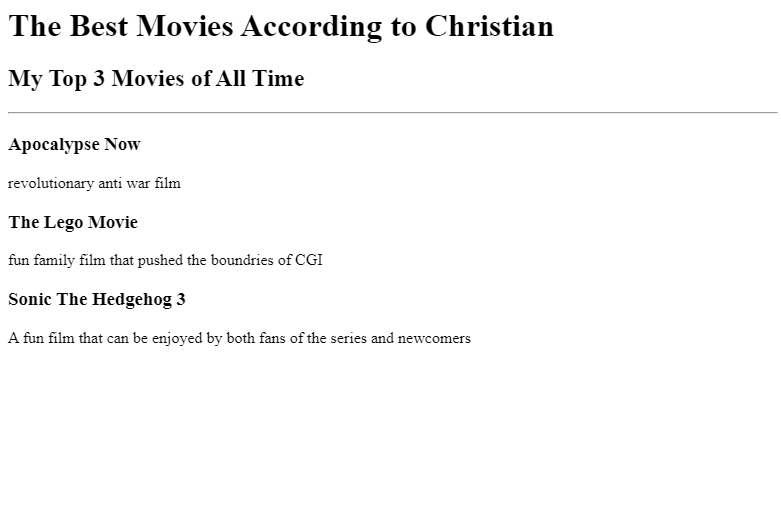 The Best Movies According to Christian
My Top 3 Movies of All Time
Apocalypse Now
revolutionary anti war film
The Lego Movie
fun family film that pushed the boundries of CGI
Sonic The Hedgehog 3
A fun film that can be enjoyed by both fans of the series and newcomers